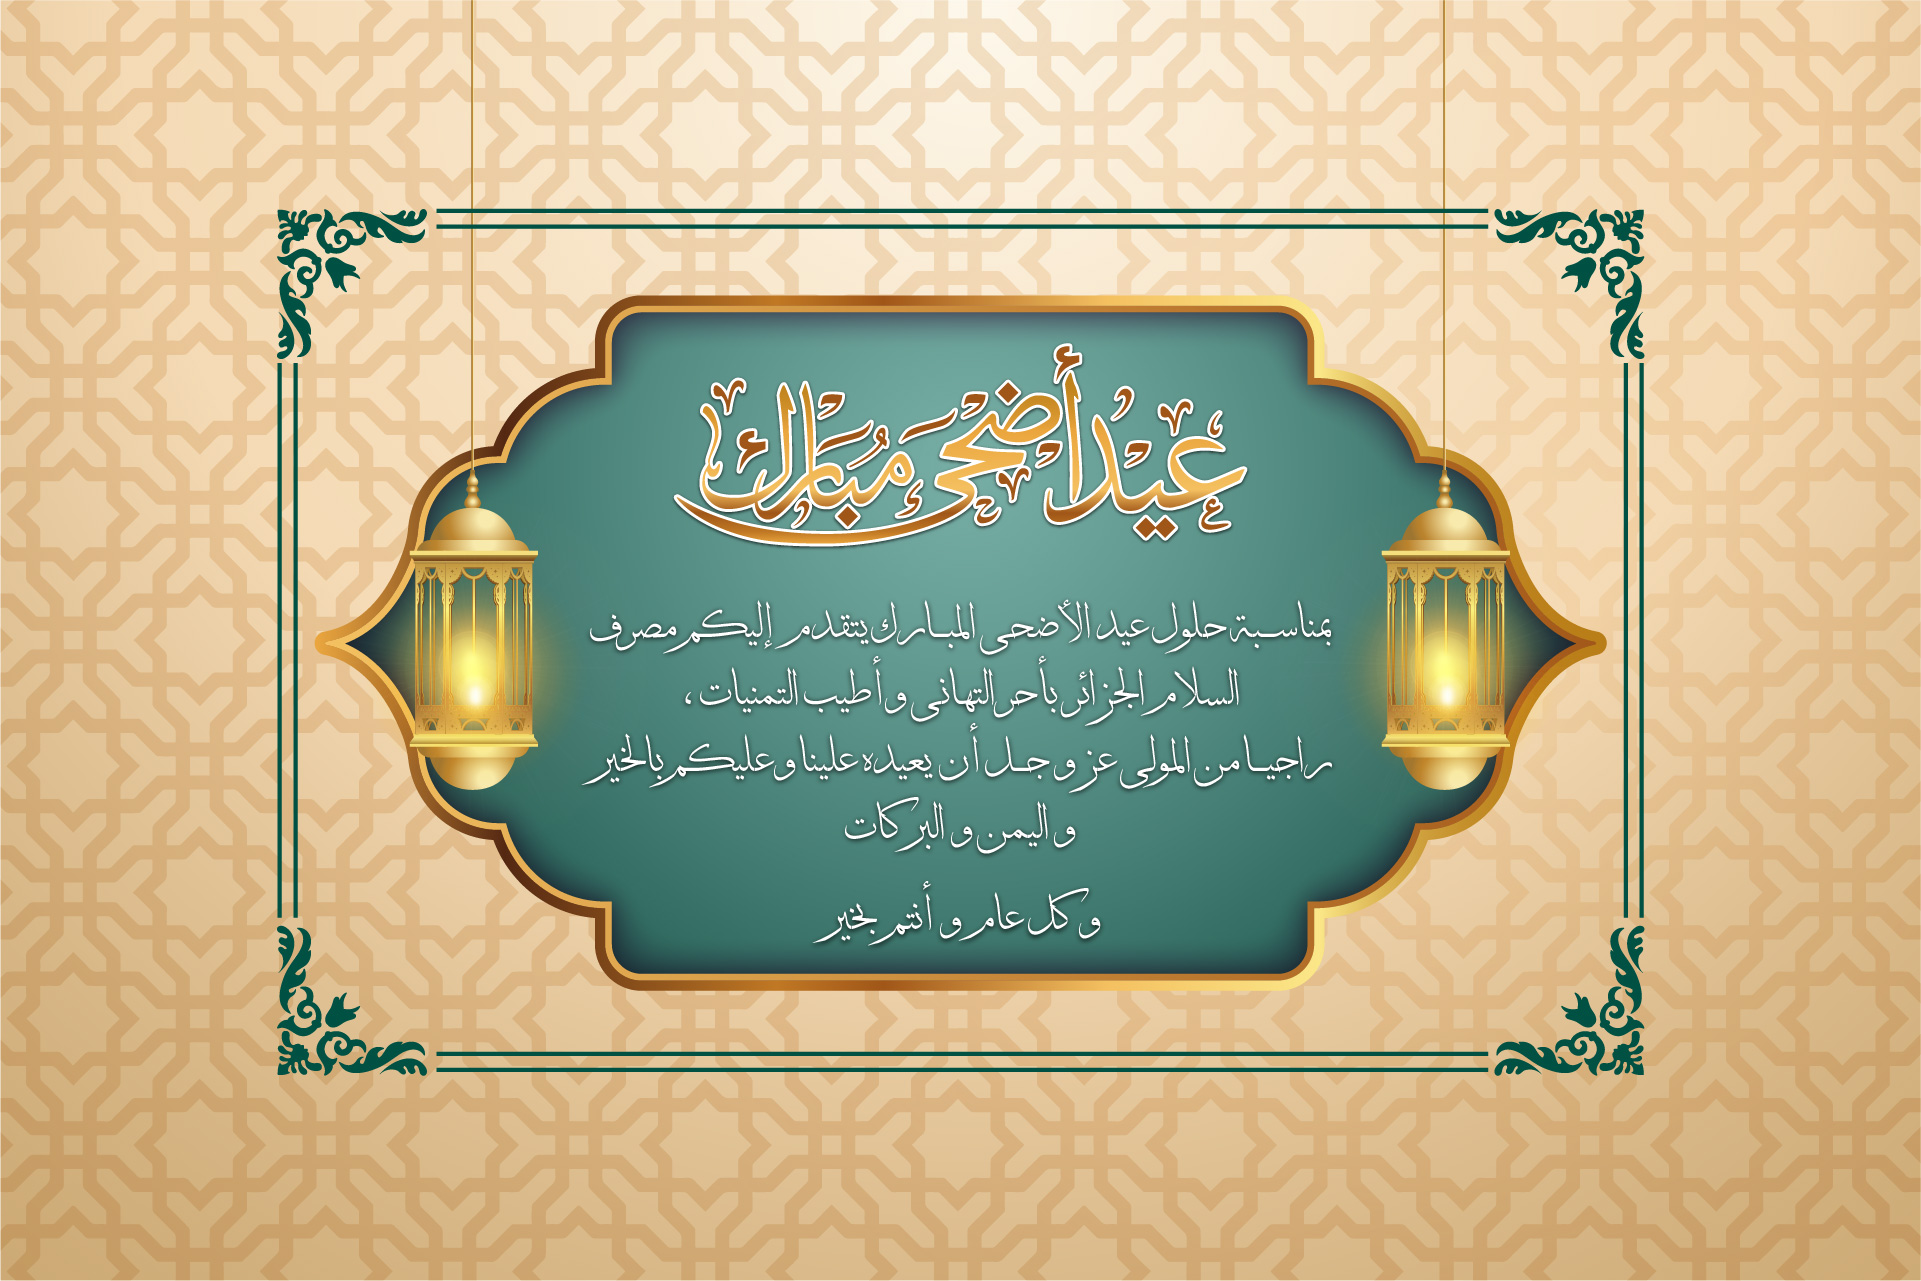 عيد أضحى مُبَارك
بمناسبة حلول عيد الأضحى المبارك يتقدم إليكم مصرف
السلام الجزائر بأحر التهاني و أطيب التمنيات ،
راجيا من المولى عز و جل أن يعيده علينا و عليكم بالخير
و اليمن و البركات
و كل عام و أنتم بخير